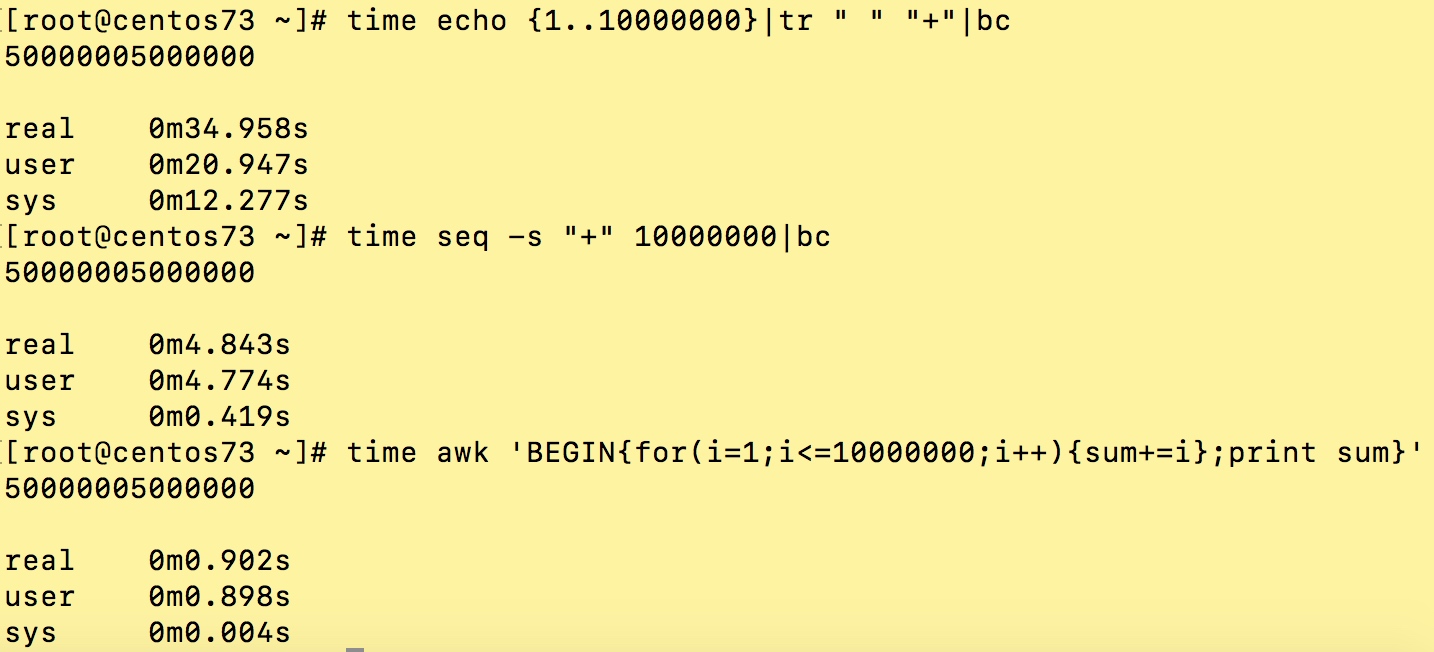 [root@centos73 ~]# time echo {1..10000000}|tr " " "+"|bc
50000005000000
real 0m34.958s
user 0m20.947s
sys 0m12.277s
[root@centos73 ~]# time seq -s "+" 10000000|bc
50000005000000
real 0m4.843s
user 0m4.774s
sys 0m0.419s
[root@centos73 ~]# time awk 'BEGIN{for(i=1;i<=10000000;i++){sum+=i};print sum}'
50000005000000
real 0m0.902s
user 0m0.898s
sys 0m0.004s